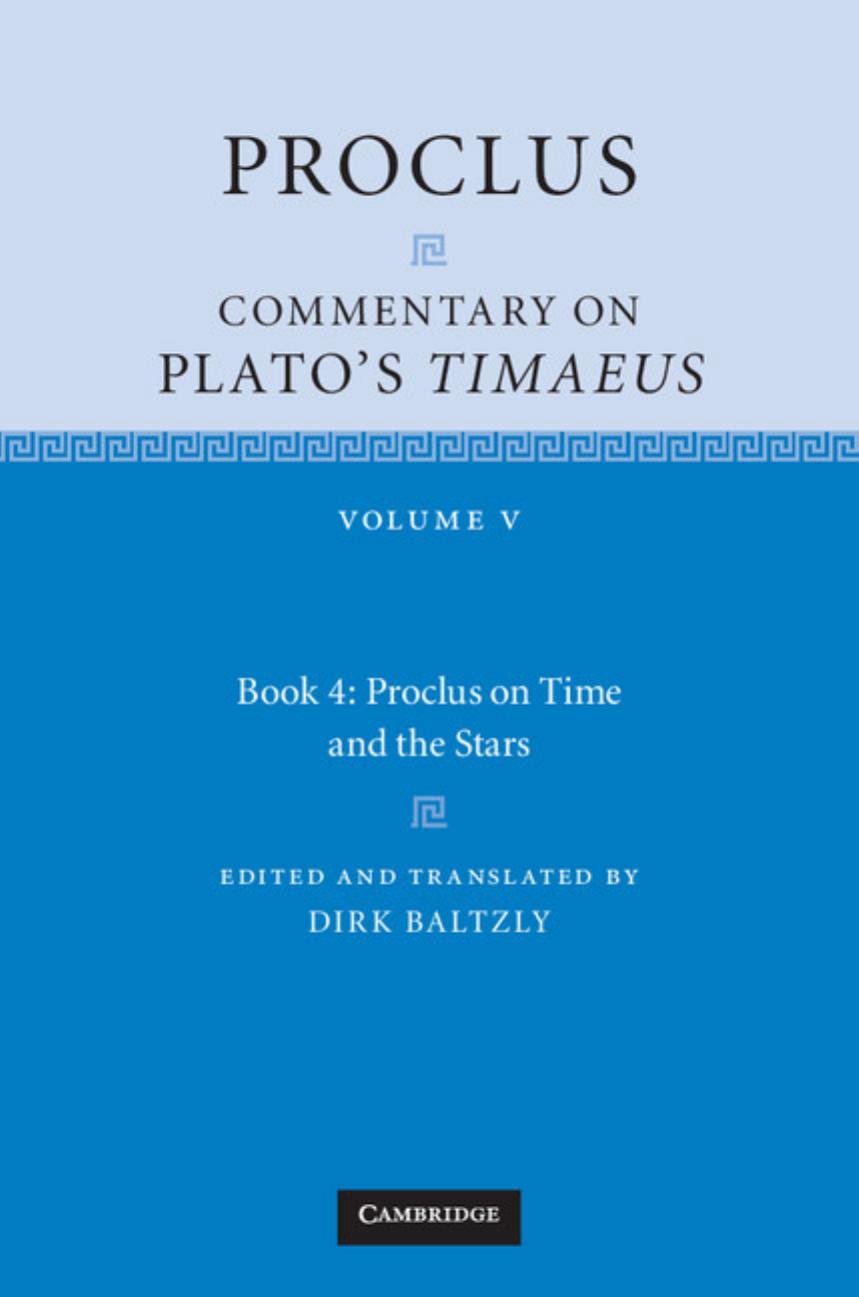 PROCLUS
COMMENTARY ON
PLATO'S TIMAEUS
VOLUME V
Book 4: Proclus on Time
and the Stars
EDITED AND TRANSLATED BY
DIRK BALTZLY
CAMBRIDGE